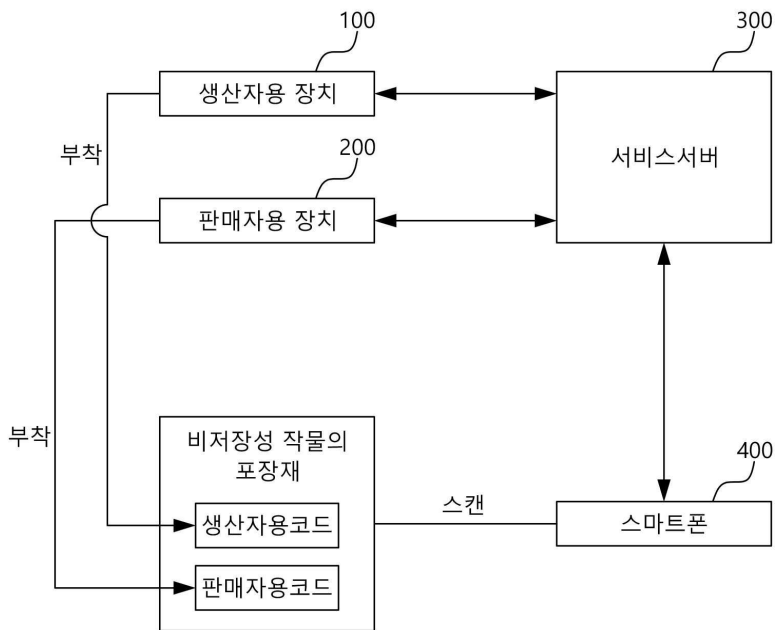 100
300
생산자용 장치
부착
200
서비스서버
판매자용 장치
부착
비저장성 작물의
포장재
400
생산자용코드
스캔
스마트폰
판매자용코드